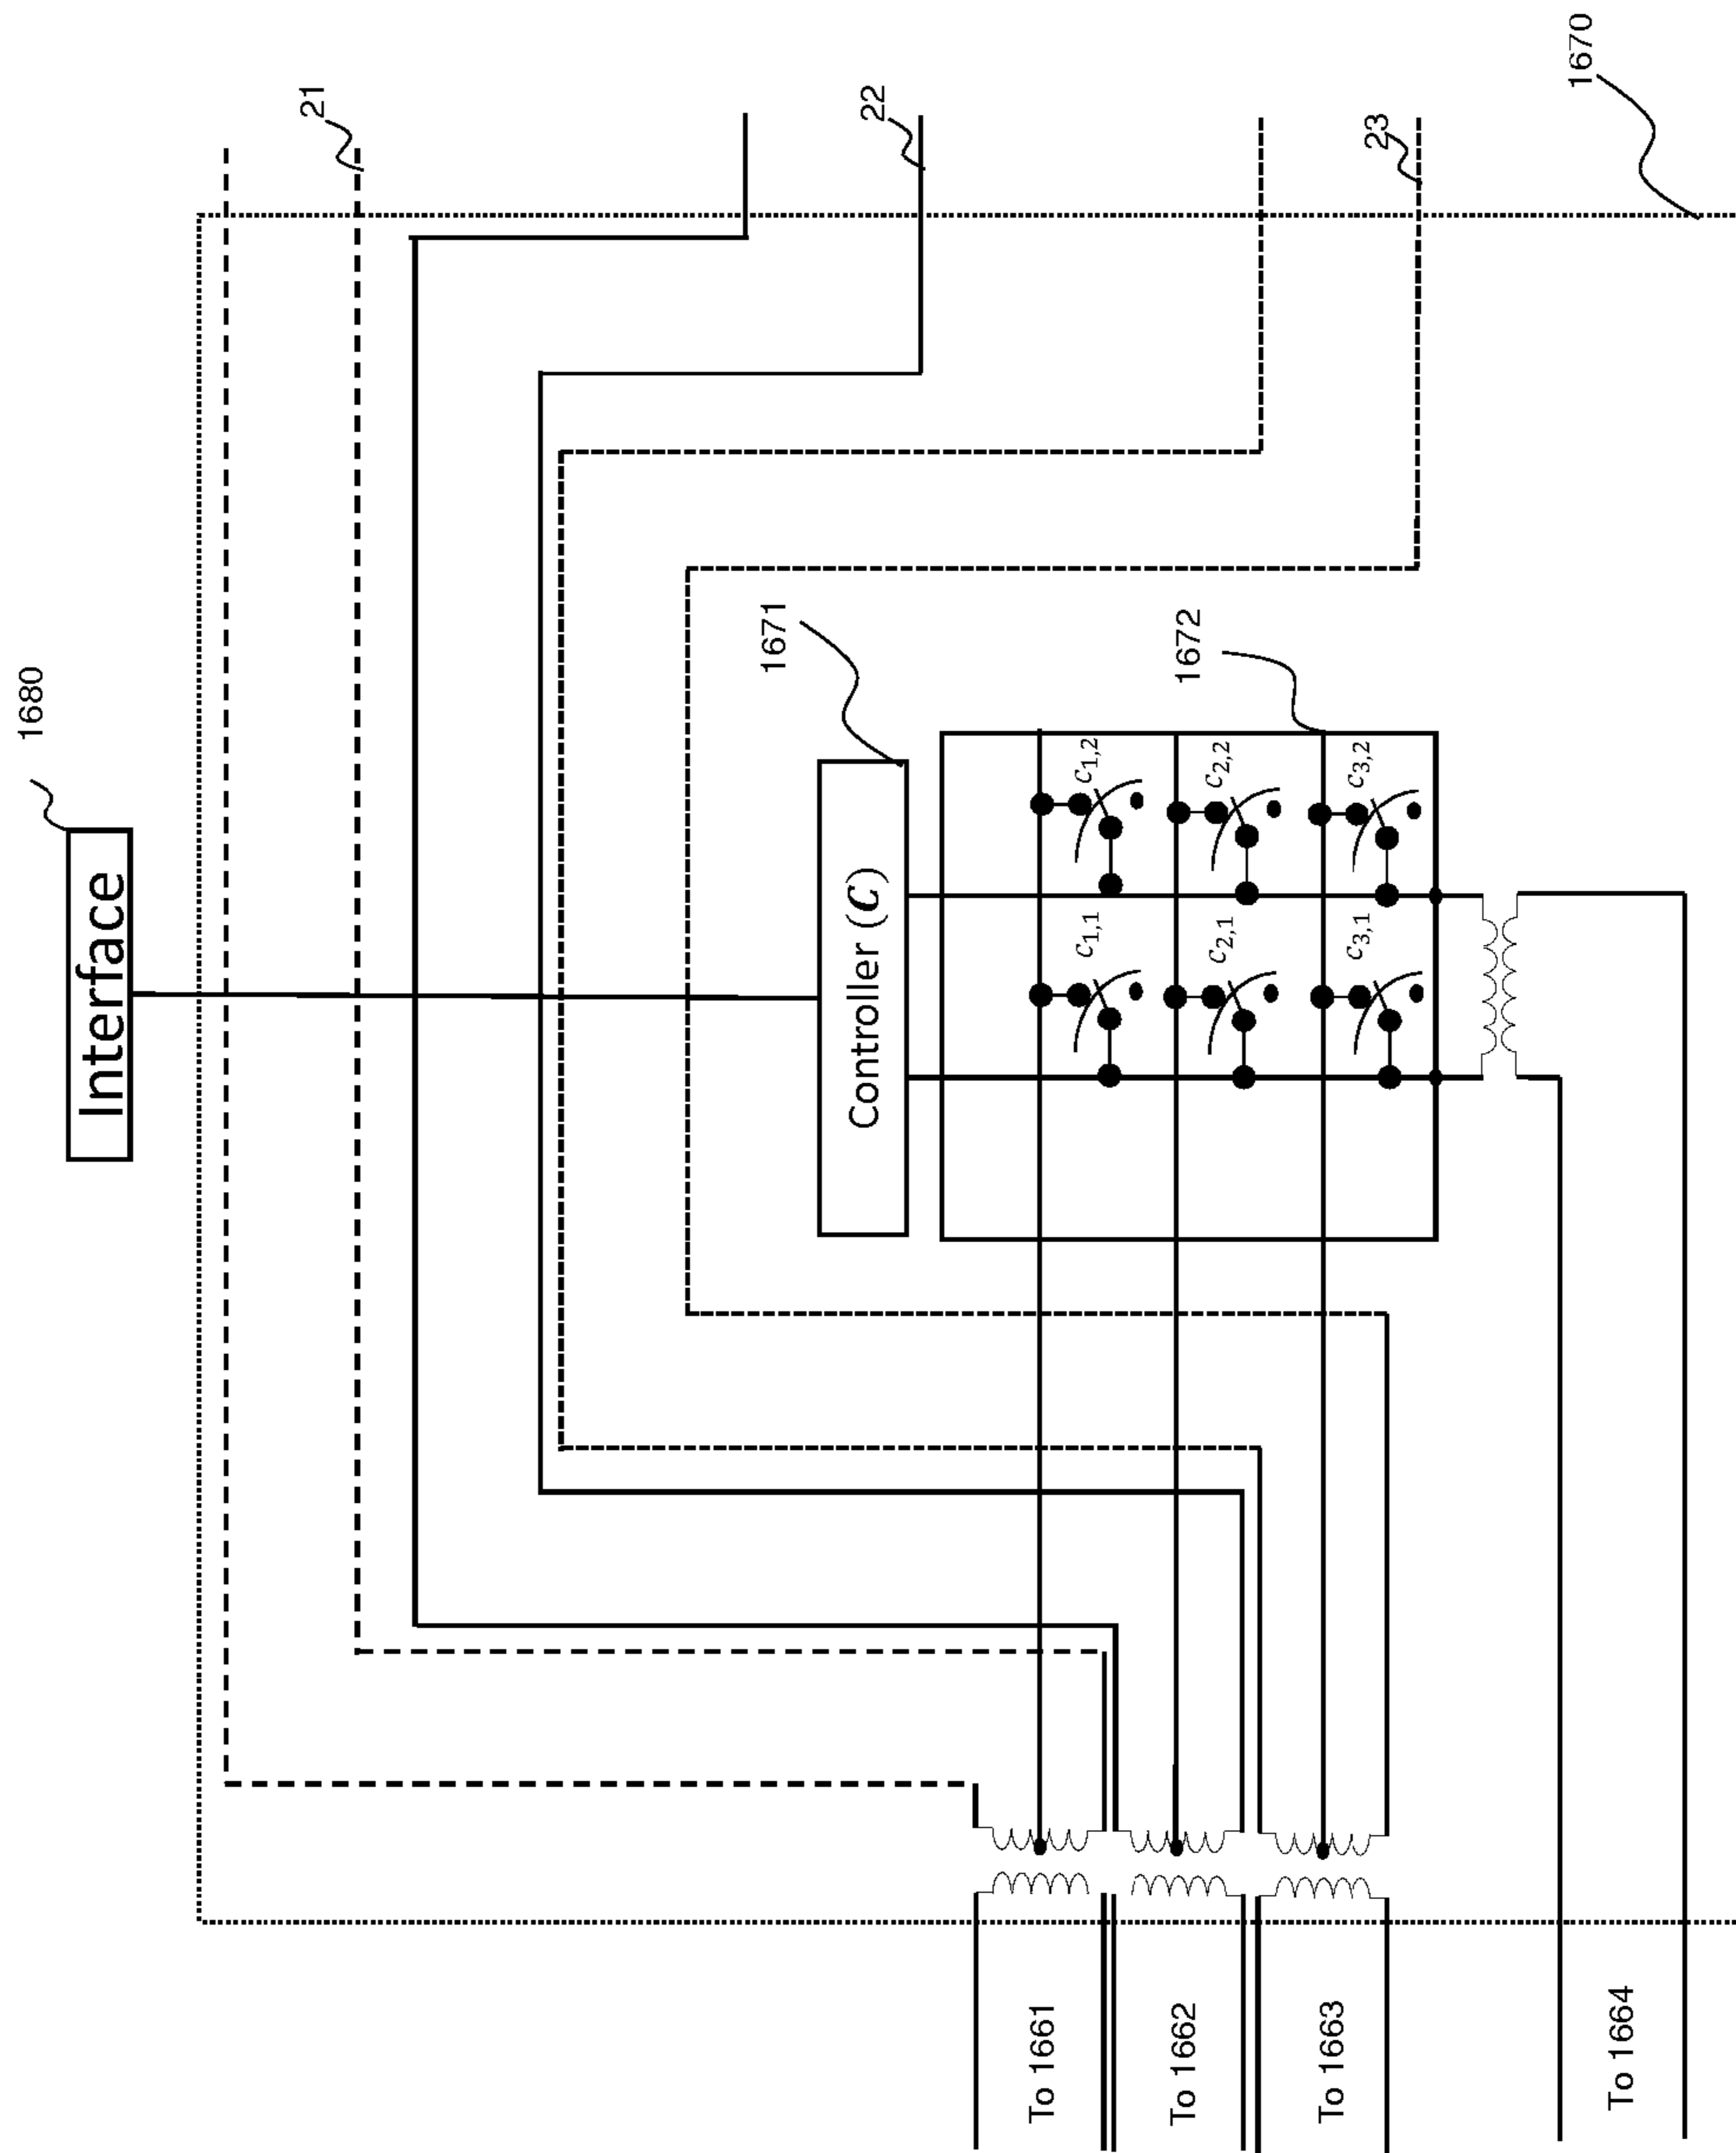 1680
Interface
21
22
23
1670
1671
Controller (C)
1672
c1,2
c2,2
c3,2
c1,1
c2,1
c3,1
To 1661
To 1662
To 1663
To 1664